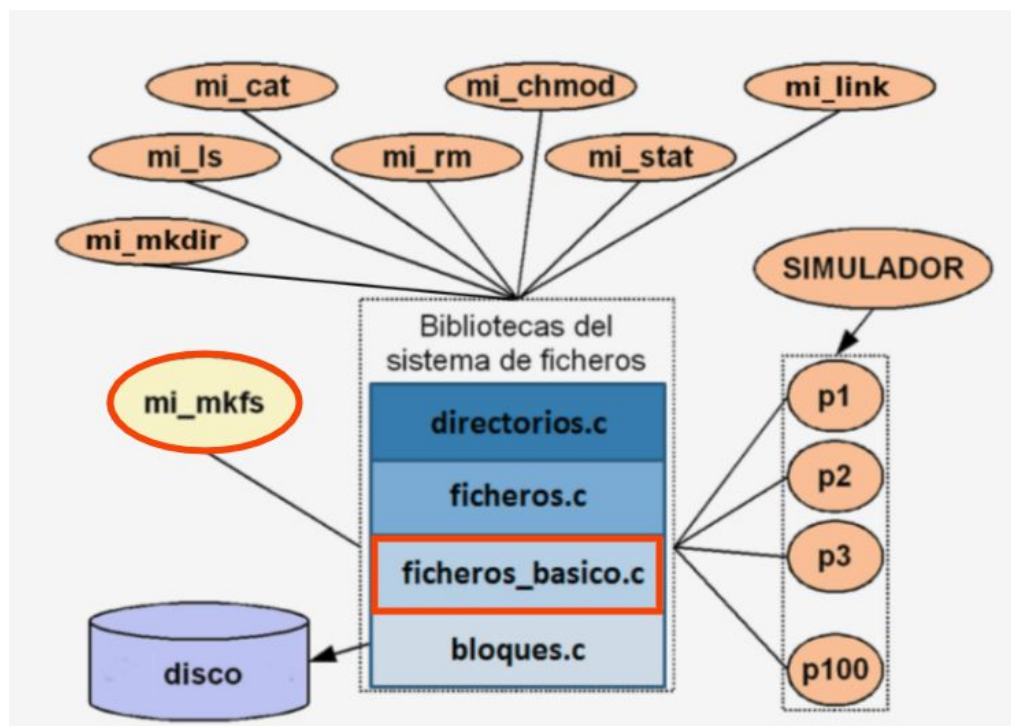 mi_cat
mi_chmod
mi_link
mi_ls
mi_rm
mi_stat
mi_mkdir
SIMULADOR
Bibliotecas del
sistema de ficheros
mi_mkfs
directorios.c
ficheros.c
ficheros_basico.c
bloques.c
disco
p1
p2
p3
p100